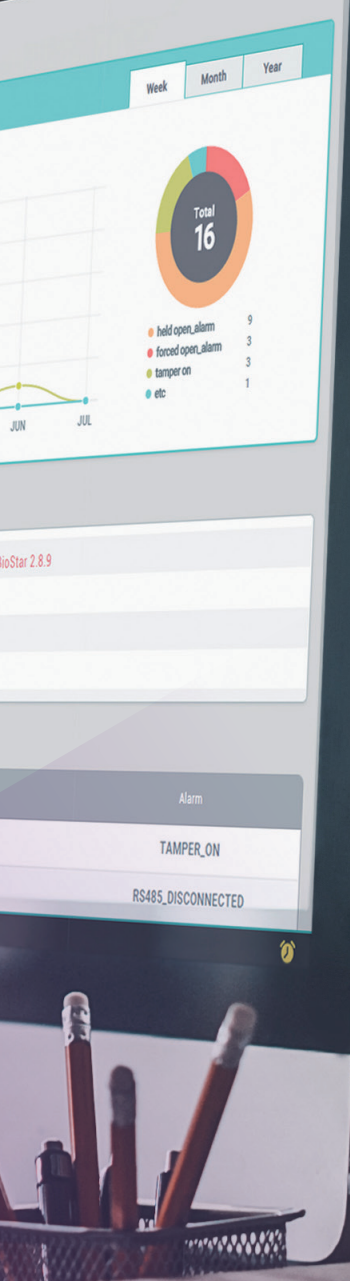 Week Month Year
Total
16
held open_alarm 9
forced open_alarm 3
tamper on 3
etc 1
JUN JUL
ioStar 2.8.9
Alarm
TAMPER_ON
RS485_DISCONNECTED